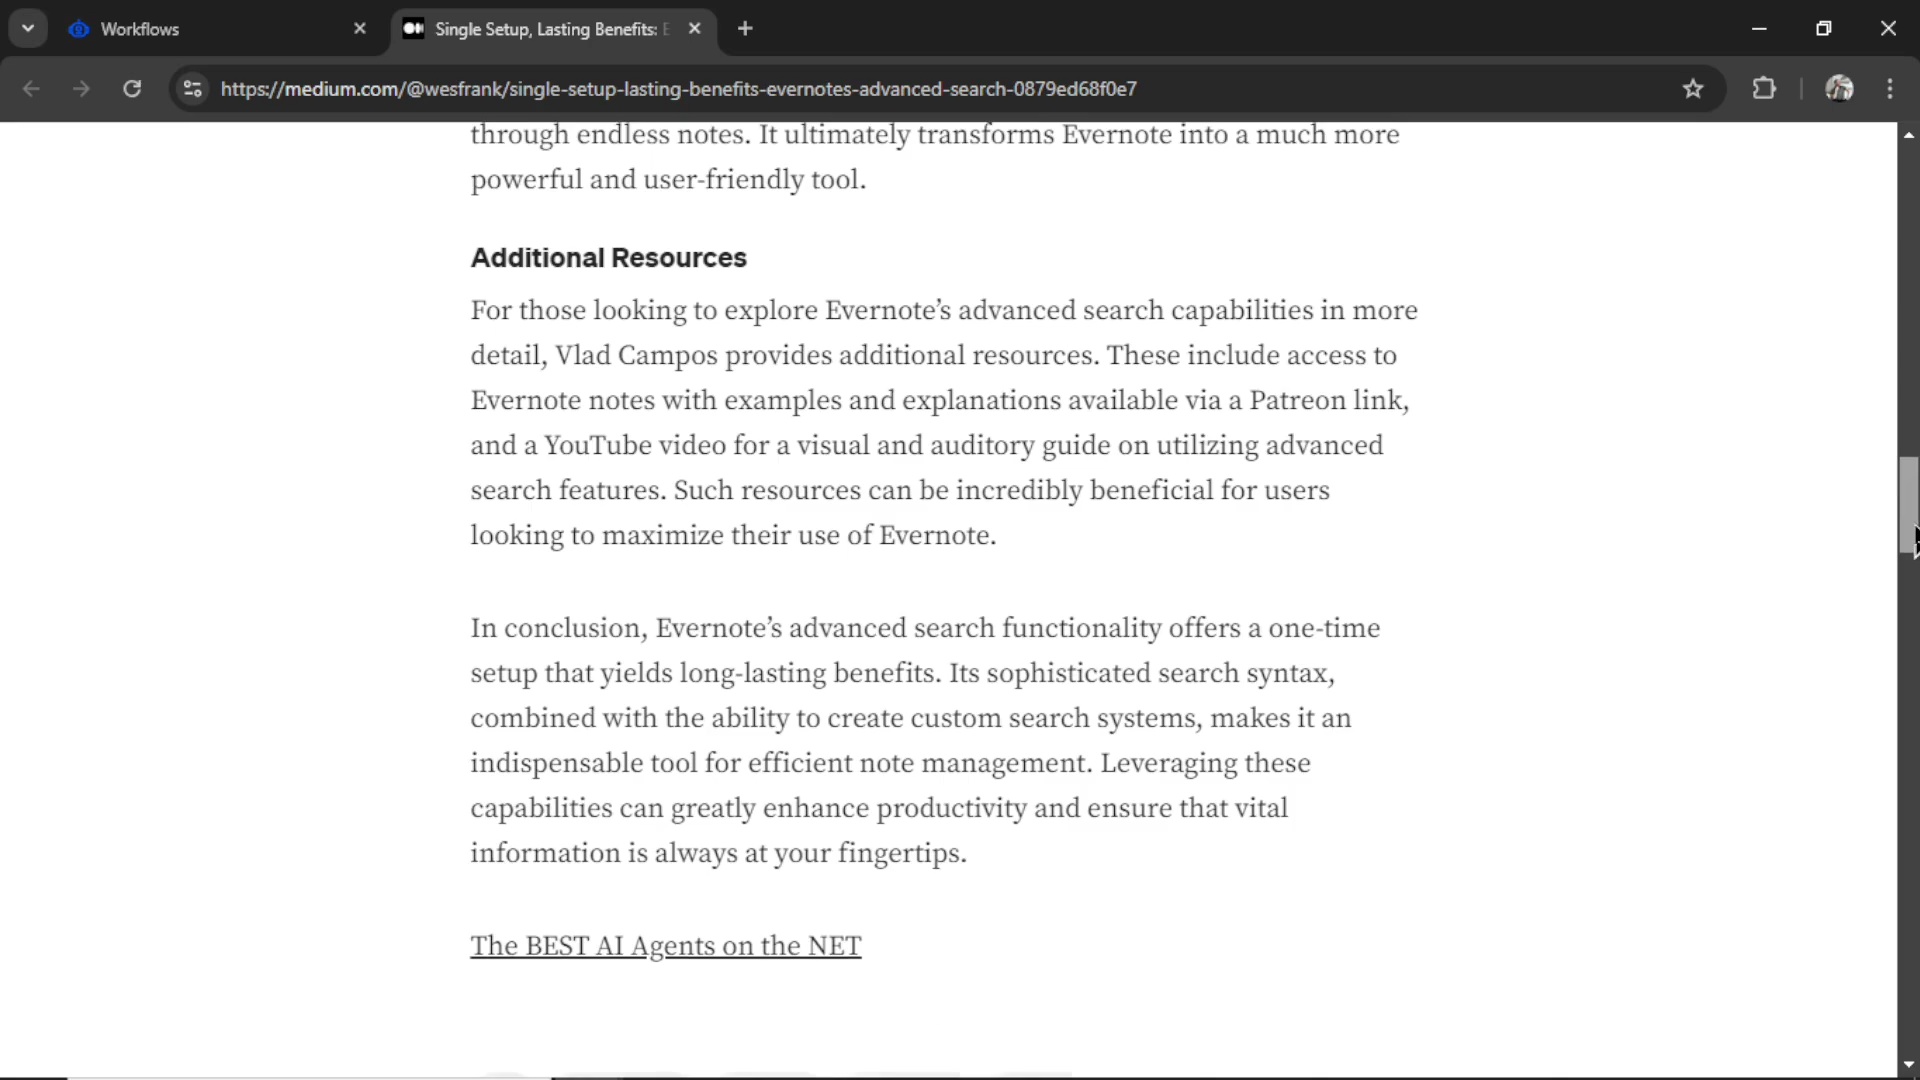 Workflows
Single Setup, Lasting Benefits: E
https://medium.com/@wesfrank/single-setup-lasting-benefits-evernotes-advanced-search-0879ed68f0e7
through endless notes. It ultimately transforms Evernote into a much more
powerful and user-friendly tool.
Additional Resources
For those looking to explore Evernote’s advanced search capabilities in more
detail, Vlad Campos provides additional resources. These include access to
Evernote notes with examples and explanations available via a Patreon link,
and a YouTube video for a visual and auditory guide on utilizing advanced
search features. Such resources can be incredibly beneficial for users
looking to maximize their use of Evernote.
In conclusion, Evernote’s advanced search functionality offers a one-time
setup that yields long-lasting benefits. Its sophisticated search syntax,
combined with the ability to create custom search systems, makes it an
indispensable tool for efficient note management. Leveraging these
capabilities can greatly enhance productivity and ensure that vital
information is always at your fingertips.
The BEST AI Agents on the NET